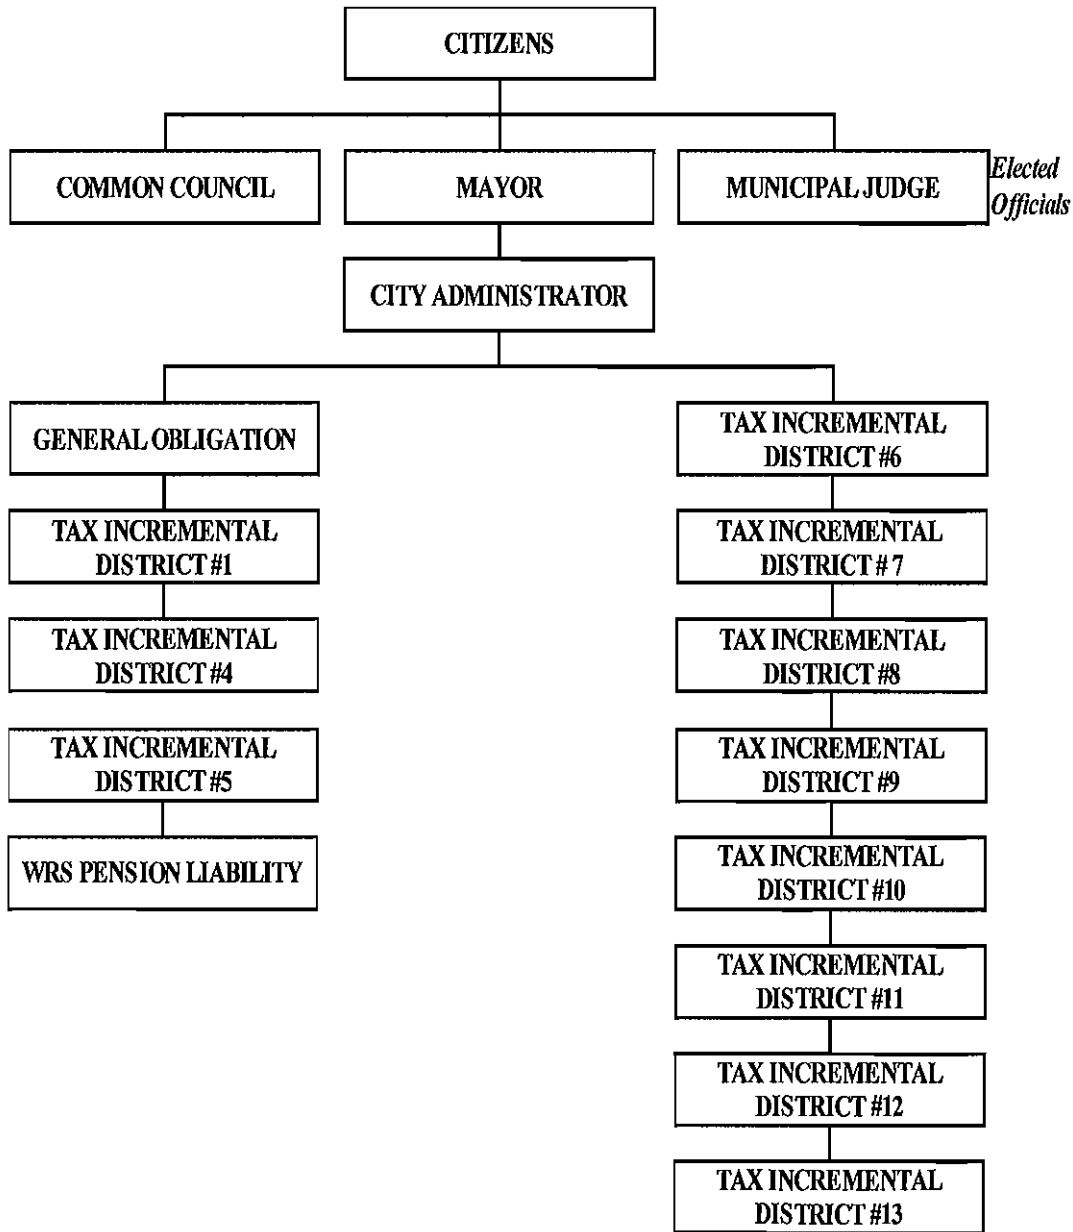 CITIZENS
COMMON COUNCIL
MAYOR
MUNICIPAL JUDGE
Elected
Officials
CITY ADMINISTRATOR
GENERAL OBLIGATION
TAX INCREMENTAL
DISTRICT #1
TAX INCREMENTAL
DISTRICT #4
TAX INCREMENTAL
DISTRICT #5
WRS PENSION LIABILITY
TAX INCREMENTAL
DISTRICT #6
TAX INCREMENTAL
DISTRICT # 7
TAX INCREMENTAL
DISTRICT #8
TAX INCREMENTAL
DISTRICT #9
TAX INCREMENTAL
DISTRICT #10
TAX INCREMENTAL
DISTRICT #11
TAX INCREMENTAL
DISTRICT #12
TAX INCREMENTAL
DISTRICT #13